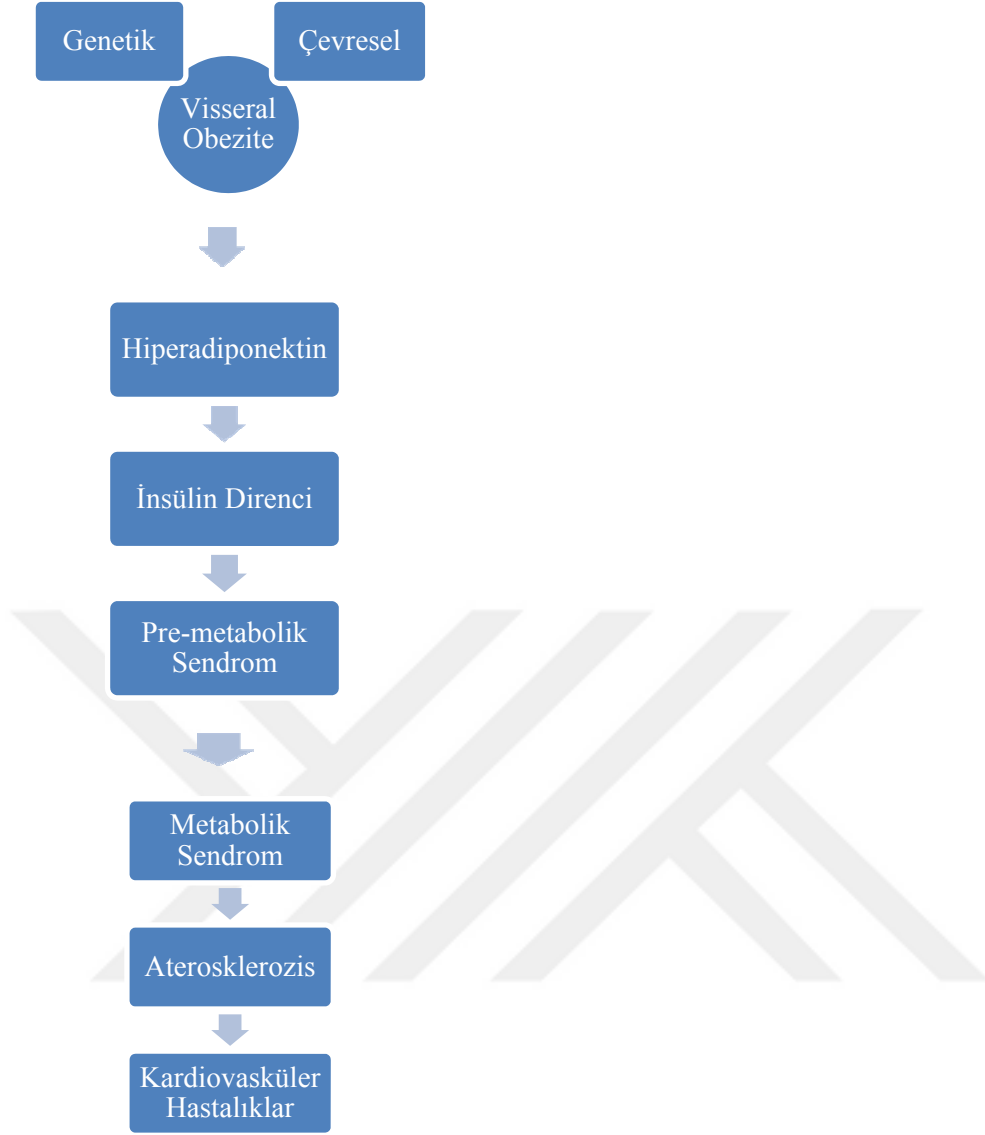 Genetik
Çevresel
Visseral
Obezite
Hiperadiponektin
İnsülin Direnci
Pre-metabolik
Sendrom
Metabolik
Sendrom
Aterosklerozis
Kardiovasküler
Hastalıklar